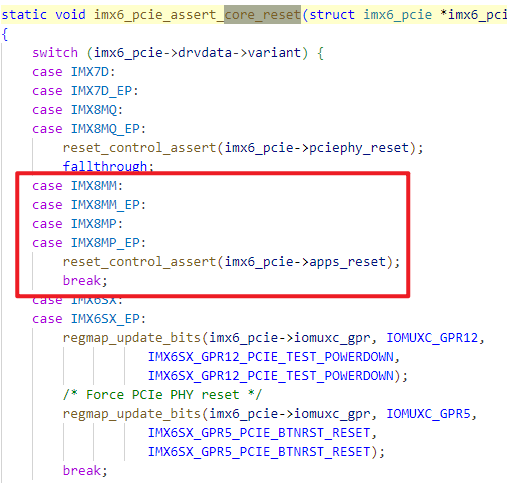 static void imx6_pcie_assert_core_reset(struct imx6_pcie *imx6_pci
{
switch (imx6_pcie->drvdata->variant) {
case IMX7D:
case IMX7D_EP:
case IMX8MQ:
case IMX8MQ_EP:
reset_control_assert(imx6_pcie->pciephy_reset);
fallthrough;
case IMX8MM:
case IMX8MM_EP:
case IMX8MP:
case IMX8MP_EP:
reset_control_assert(imx6_pcie->apps_reset);
break;
case IMX6SX:
case IMX6SX_EP:
regmap_update_bits(imx6_pcie->iomuxc_gpr, IOMUXC_GPR12,
IMX6SX_GPR12_PCIE_TEST_POWERDOWN,
IMX6SX_GPR12_PCIE_TEST_POWERDOWN);
/* Force PCIe PHY reset */
regmap_update_bits(imx6_pcie->iomuxc_gpr, IOMUXC_GPR5,
IMX6SX_GPR5_PCIE_BTNRST_RESET,
IMX6SX_GPR5_PCIE_BTNRST_RESET);
break;